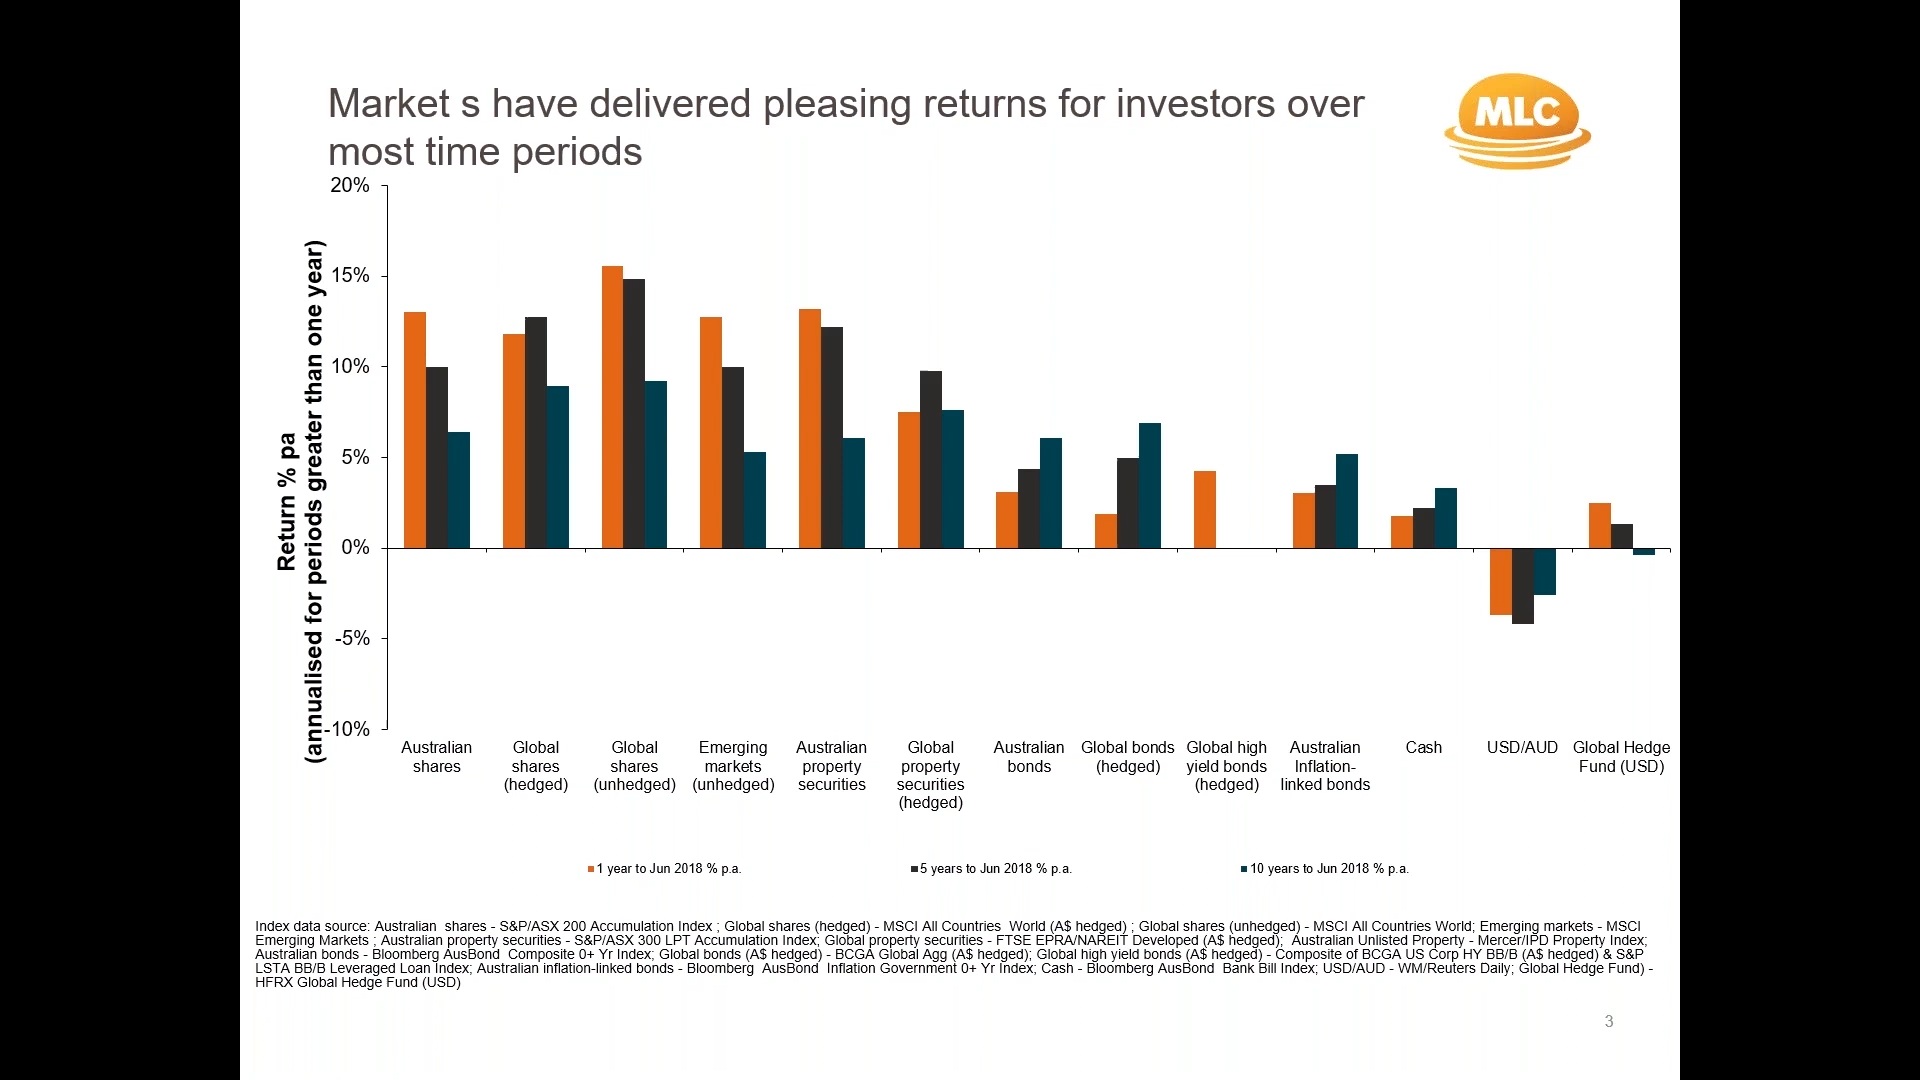 Market s have delivered pleasing returns for investors over
most time periods
MLC
Return % pa
(annualised for periods greater than one year)
20%
15%
10%
5%
0%
-5%
-10%
Australian
shares
Global
shares
(hedged)
Global
shares
(unhedged)
Emerging
markets
(unhedged)
Australian
property
securities
Global
property
securities
(hedged)
Australian
bonds
Global bonds
(hedged)
Global high
yield bonds
(hedged)
Australian
Inflation-
linked bonds
Cash
USD/AUD
Global Hedge
Fund (USD)
1 year to Jun 2018 % p.a.
5 years to Jun 2018 % p.a.
10 years to Jun 2018 % p.a.
Index data source: Australian  shares - S&P/ASX 200 Accumulation Index ; Global shares (hedged) - MSCI All Countries  World (A$ hedged) ; Global shares (unhedged) - MSCI All Countries World; Emerging markets - MSCI
Emerging Markets ; Australian property securities - S&P/ASX 300 LPT Accumulation Index; Global property securities - FTSE EPRA/NAREIT Developed (A$ hedged);  Australian Unlisted Property - Mercer/IPD Property Index;
Australian bonds - Bloomberg AusBond  Composite 0+ Yr Index; Global bonds (A$ hedged) - BCGA Global Agg (A$ hedged); Global high yield bonds (A$ hedged) - Composite of BCGA US Corp HY BB/B (A$ hedged) & S&P
LSTA BB/B Leveraged Loan Index; Australian inflation-linked bonds - Bloomberg  AusBond  Inflation Government 0+ Yr Index; Cash - Bloomberg AusBond  Bank Bill Index; USD/AUD - WM/Reuters Daily; Global Hedge Fund) -
HFRX Global Hedge Fund (USD)
3